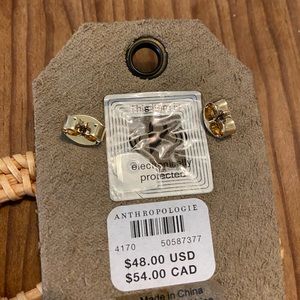 This item is
electronically
protected
ANTHROPOLOGIE
4170 50587377
$48.00 USD
$54.00 CAD
Made in China